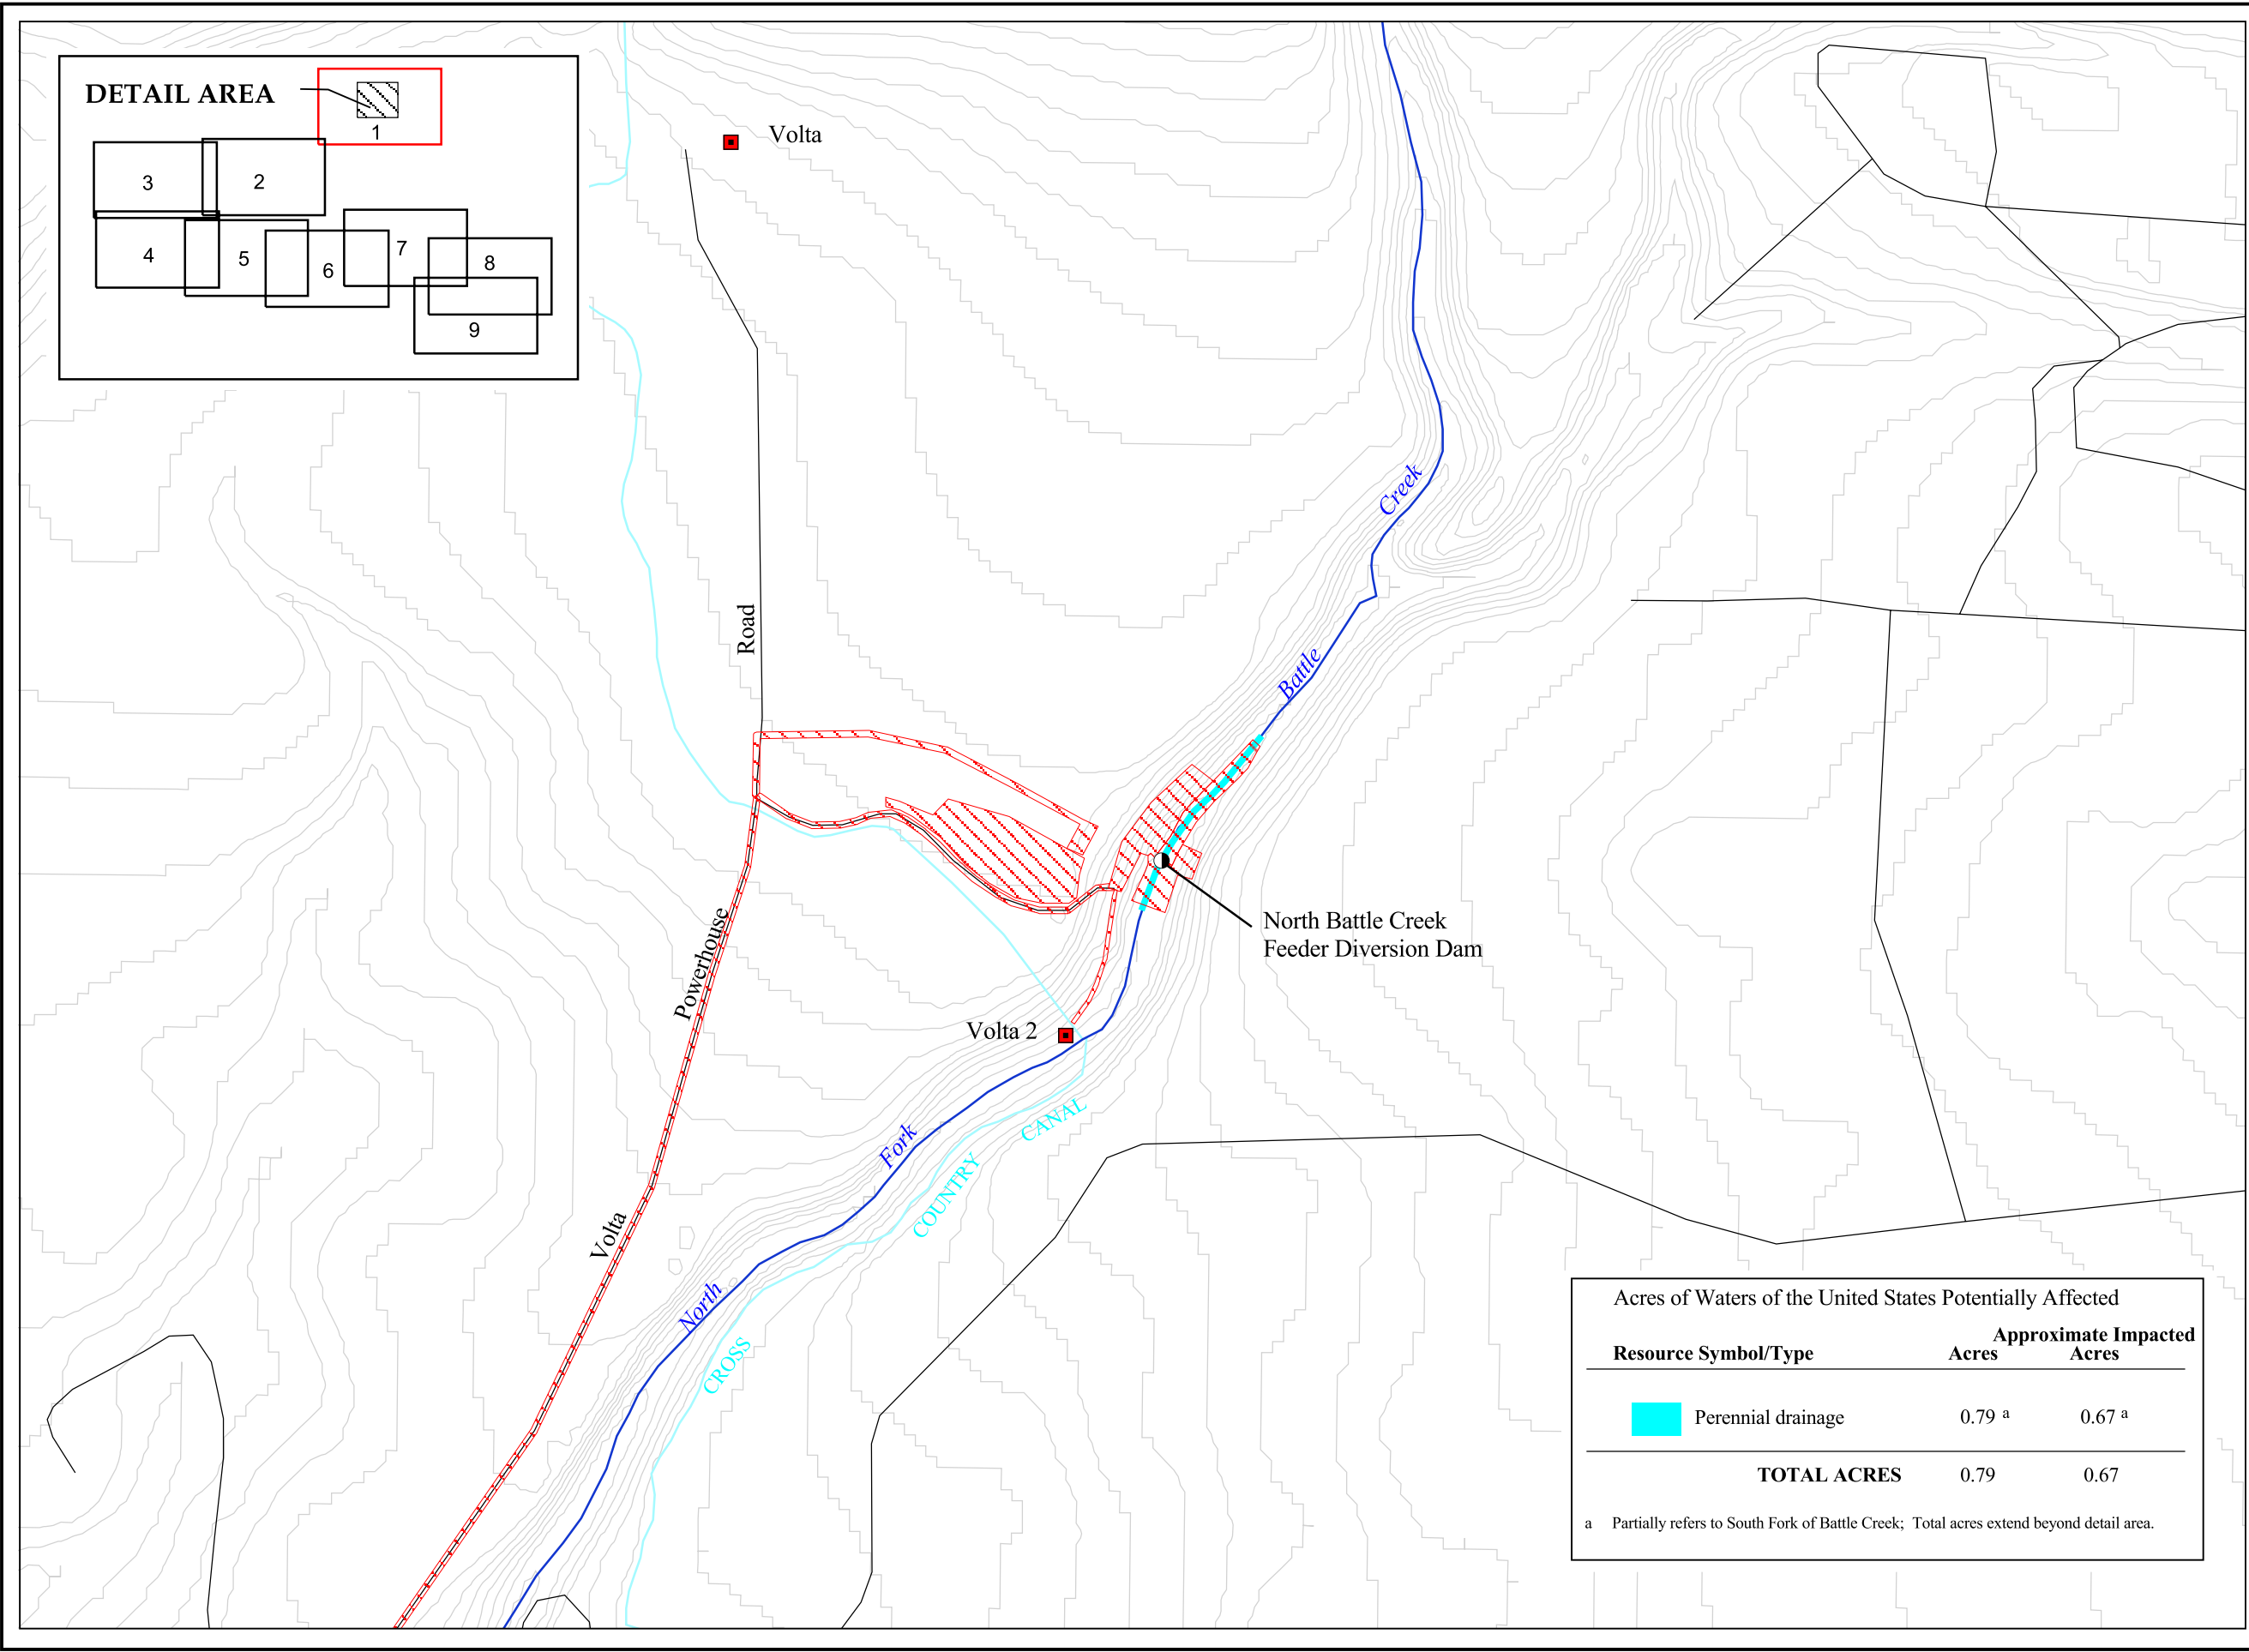 DETAIL AREA
1
3
2
4
5
6
7
8
9
Volta
Creek
Road
Battle
North Battle Creek
Feeder Diversion Dam
Powerhouse
Volta 2
CANAL
Fork
COUNTRY
Volta
North
CROSS
Acres of Waters of the United States Potentially Affected
Approximate Impacted
Resource Symbol/Type Acres Acres
Perennial drainage 0.79 a 0.67 a
TOTAL ACRES 0.79 0.67
a Partially refers to South Fork of Battle Creek; Total acres extend beyond detail area.